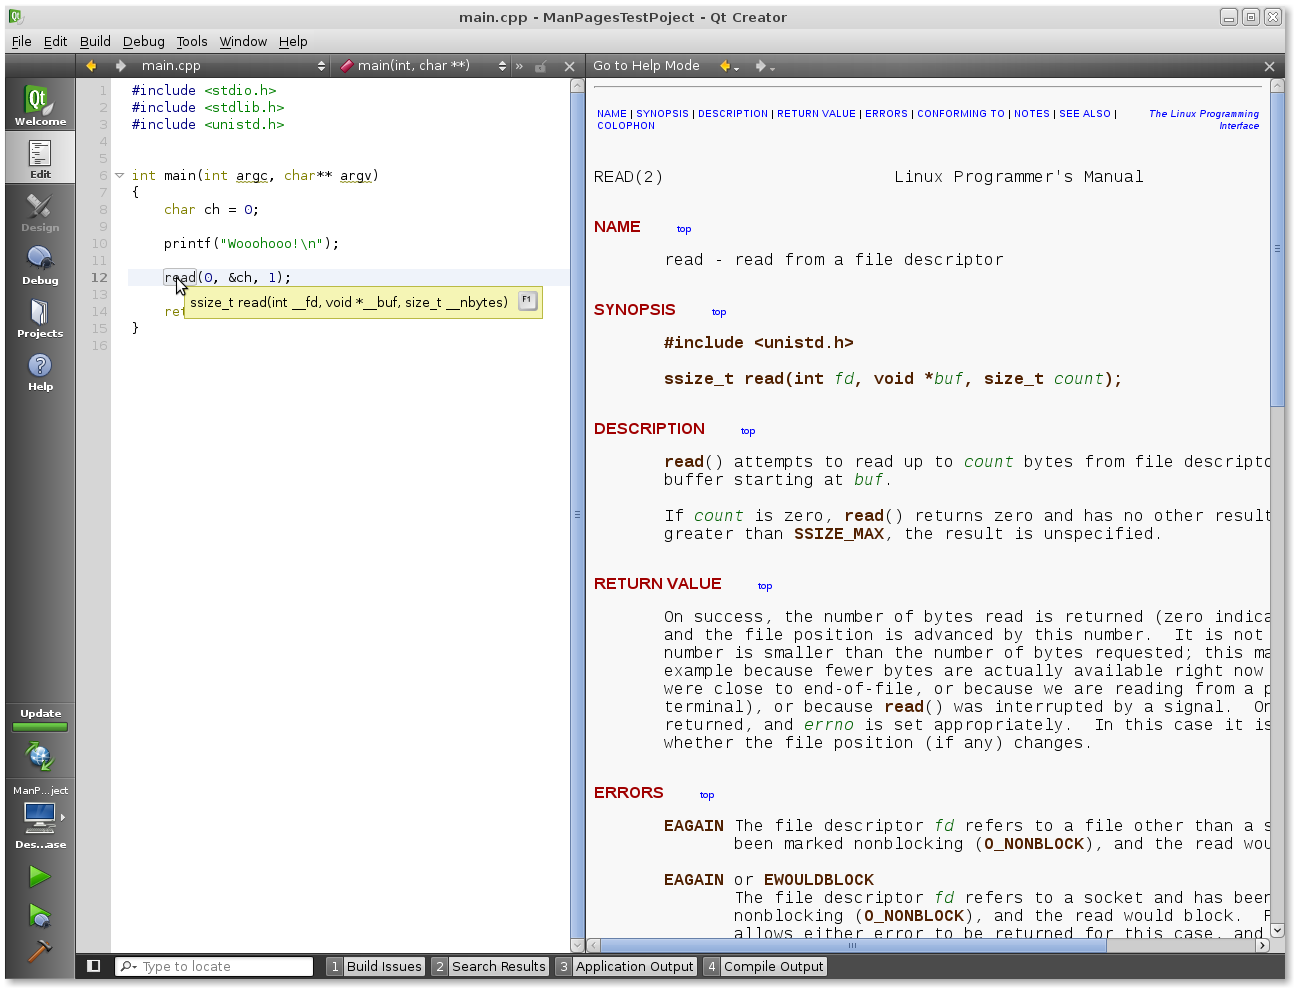 main.cpp - ManPagesTestPoject - Qt Creator
File Edit Build Debug Tools Window Help
main.cpp
main(int, char **)
»
Go to Help Mode
Qt
Welcome
Edit
Design
Debug
Projects
Help
Update
ManP...ject
Des...ase
1 #include <stdio.h>
2 #include <stdlib.h>
3 #include <unistd.h>
4
5
6 int main(int argc, char** argv)
7 {
8 char ch = 0;
9
10 printf("Wooohooo!\n");
11
12 read(0, &ch, 1);
13
ssize_t read(int __fd, void *__buf, size_t __nbytes) F1
14
15 }
16
NAME | SYNOPSIS | DESCRIPTION | RETURN VALUE | ERRORS | CONFORMING TO | NOTES | SEE ALSO |
COLOPHON
The Linux Programming
Interface
READ(2) Linux Programmer's Manual
NAME top
read - read from a file descriptor
SYNOPSIS top
#include <unistd.h>
ssize_t read(int fd, void *buf, size_t count);
DESCRIPTION top
read() attempts to read up to count bytes from file
buffer starting at buf.
If count is zero, read() returns zero and has no other result
greater than SSIZE_MAX, the result is unspecified.
RETURN VALUE top
On success, the number of bytes read is returned (zero
and the file position is advanced by this number. It is not
number is smaller than the number of bytes requested; this
example because fewer bytes are actually available right now
were close to end-of-file, or because we are reading from a
terminal), or because read() was interrupted by a signal.
returned, and errno is set appropriately. In this case it is
whether the file position (if any) changes.
ERRORS top
EAGAIN The file descriptor fd refers to a file other than a
been marked nonblocking (O_NONBLOCK), and the read
EAGAIN or EWOULDBLOCK
The file descriptor fd refers to a socket and has been
nonblocking (O_NONBLOCK), and the read would block.
allows either error to be returned for this case, and
Type to locate
1 Build Issues
2 Search Results
3 Application Output
4 Compile Output